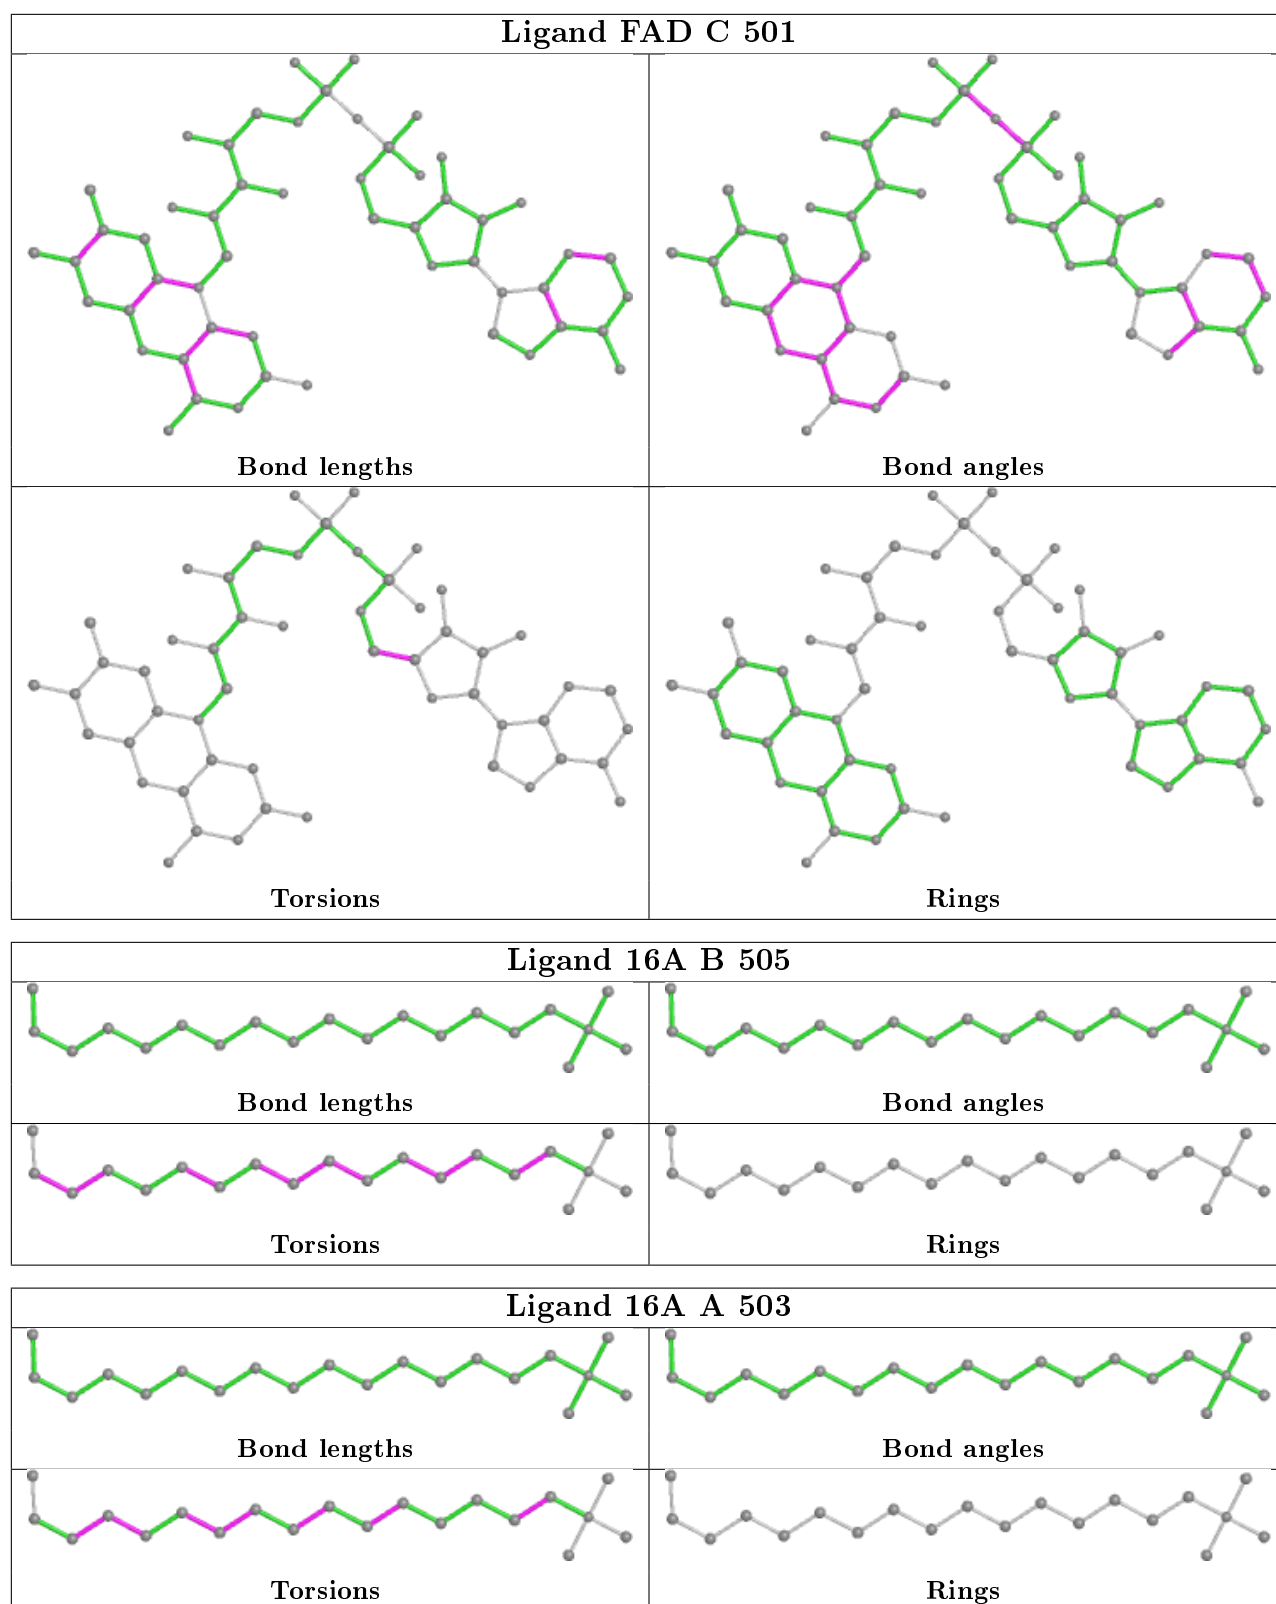 Ligand FAD C 501
Bond lengths
Bond angles
Torsions
Rings
Ligand 16A B 505
Bond lengths
Bond angles
Torsions
Rings
Ligand 16A A 503
Bond lengths
Bond angles
Torsions
Rings